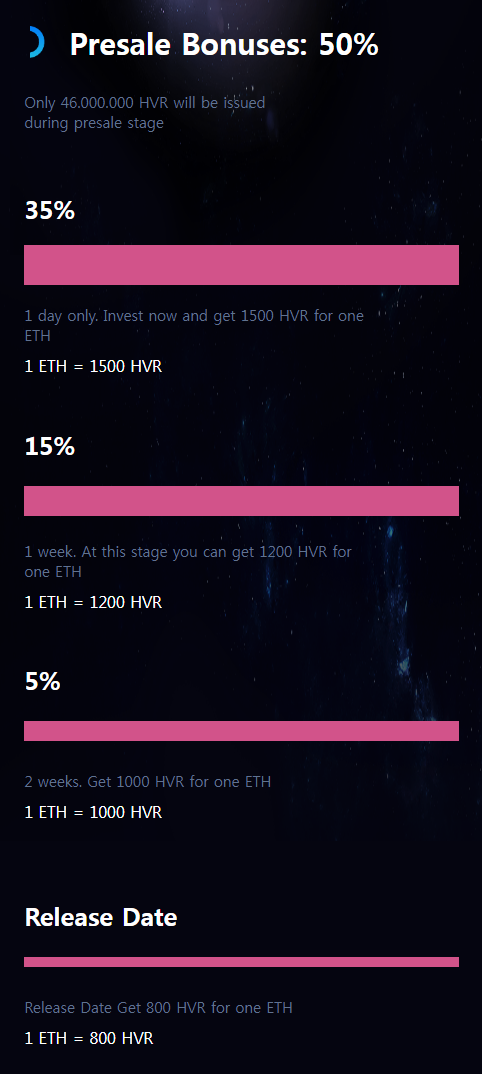 Presale Bonuses: 50%
Only 46.000.000 HVR will be issued
during presale stage
35%
1 day only. Invest now and get 1500 HVR for one
ETH
1 ETH = 1500 HVR
15%
1 week. At this stage you can get 1200 HVR for
one ETH
1 ETH = 1200 HVR
5%
2 weeks. Get 1000 HVR for one ETH
1 ETH = 1000 HVR
Release Date
Release Date Get 800 HVR for one ETH
1 ETH = 800 HVR